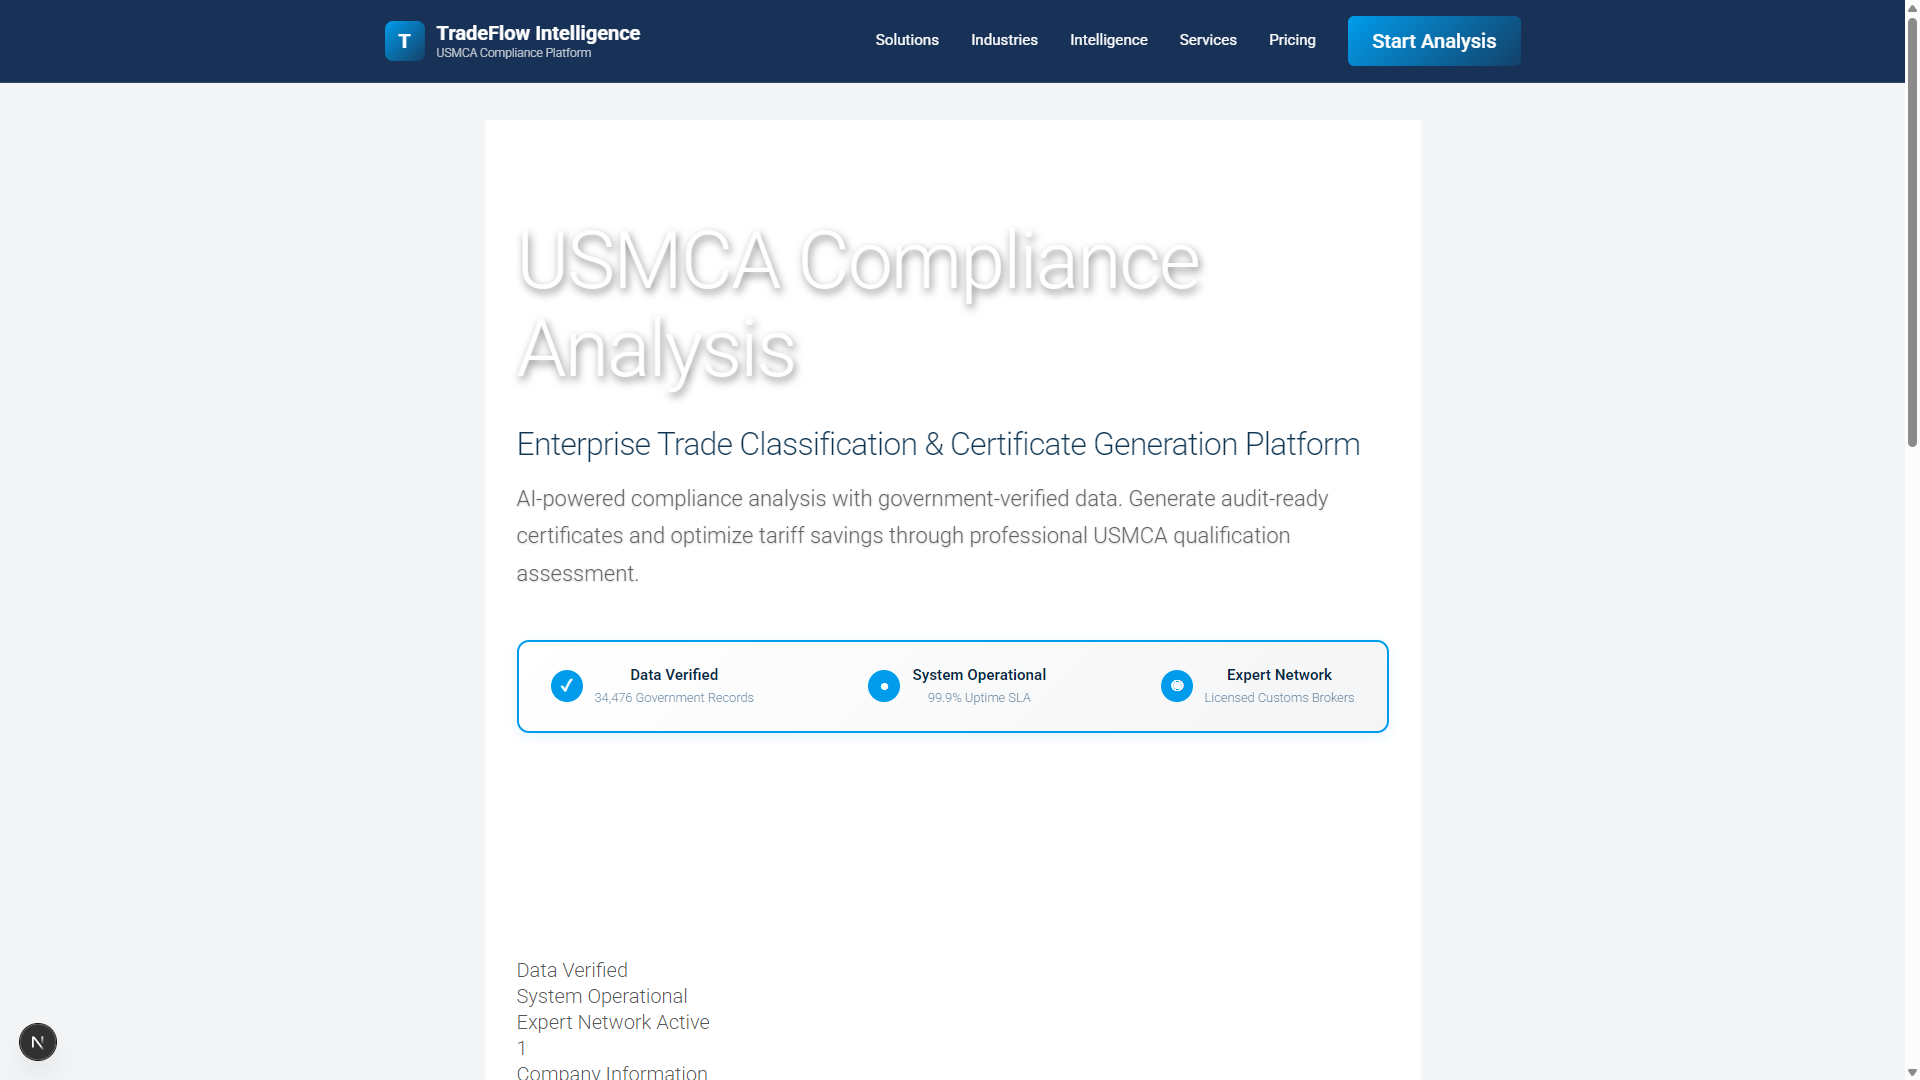 T
TradeFlow Intelligence
USMCA Compliance Platform
Solutions
Industries
Intelligence
Services
Pricing
Start Analysis
USMCA Compliance
Analysis
Enterprise Trade Classification & Certificate Generation Platform
AI-powered compliance analysis with government-verified data. Generate audit-ready
certificates and optimize tariff savings through professional USMCA qualification
assessment.
✓
Data Verified
34,476 Government Records
System Operational
99.9% Uptime SLA
Expert Network
Licensed Customs Brokers
Data Verified
System Operational
Expert Network Active
1
Company Information
N